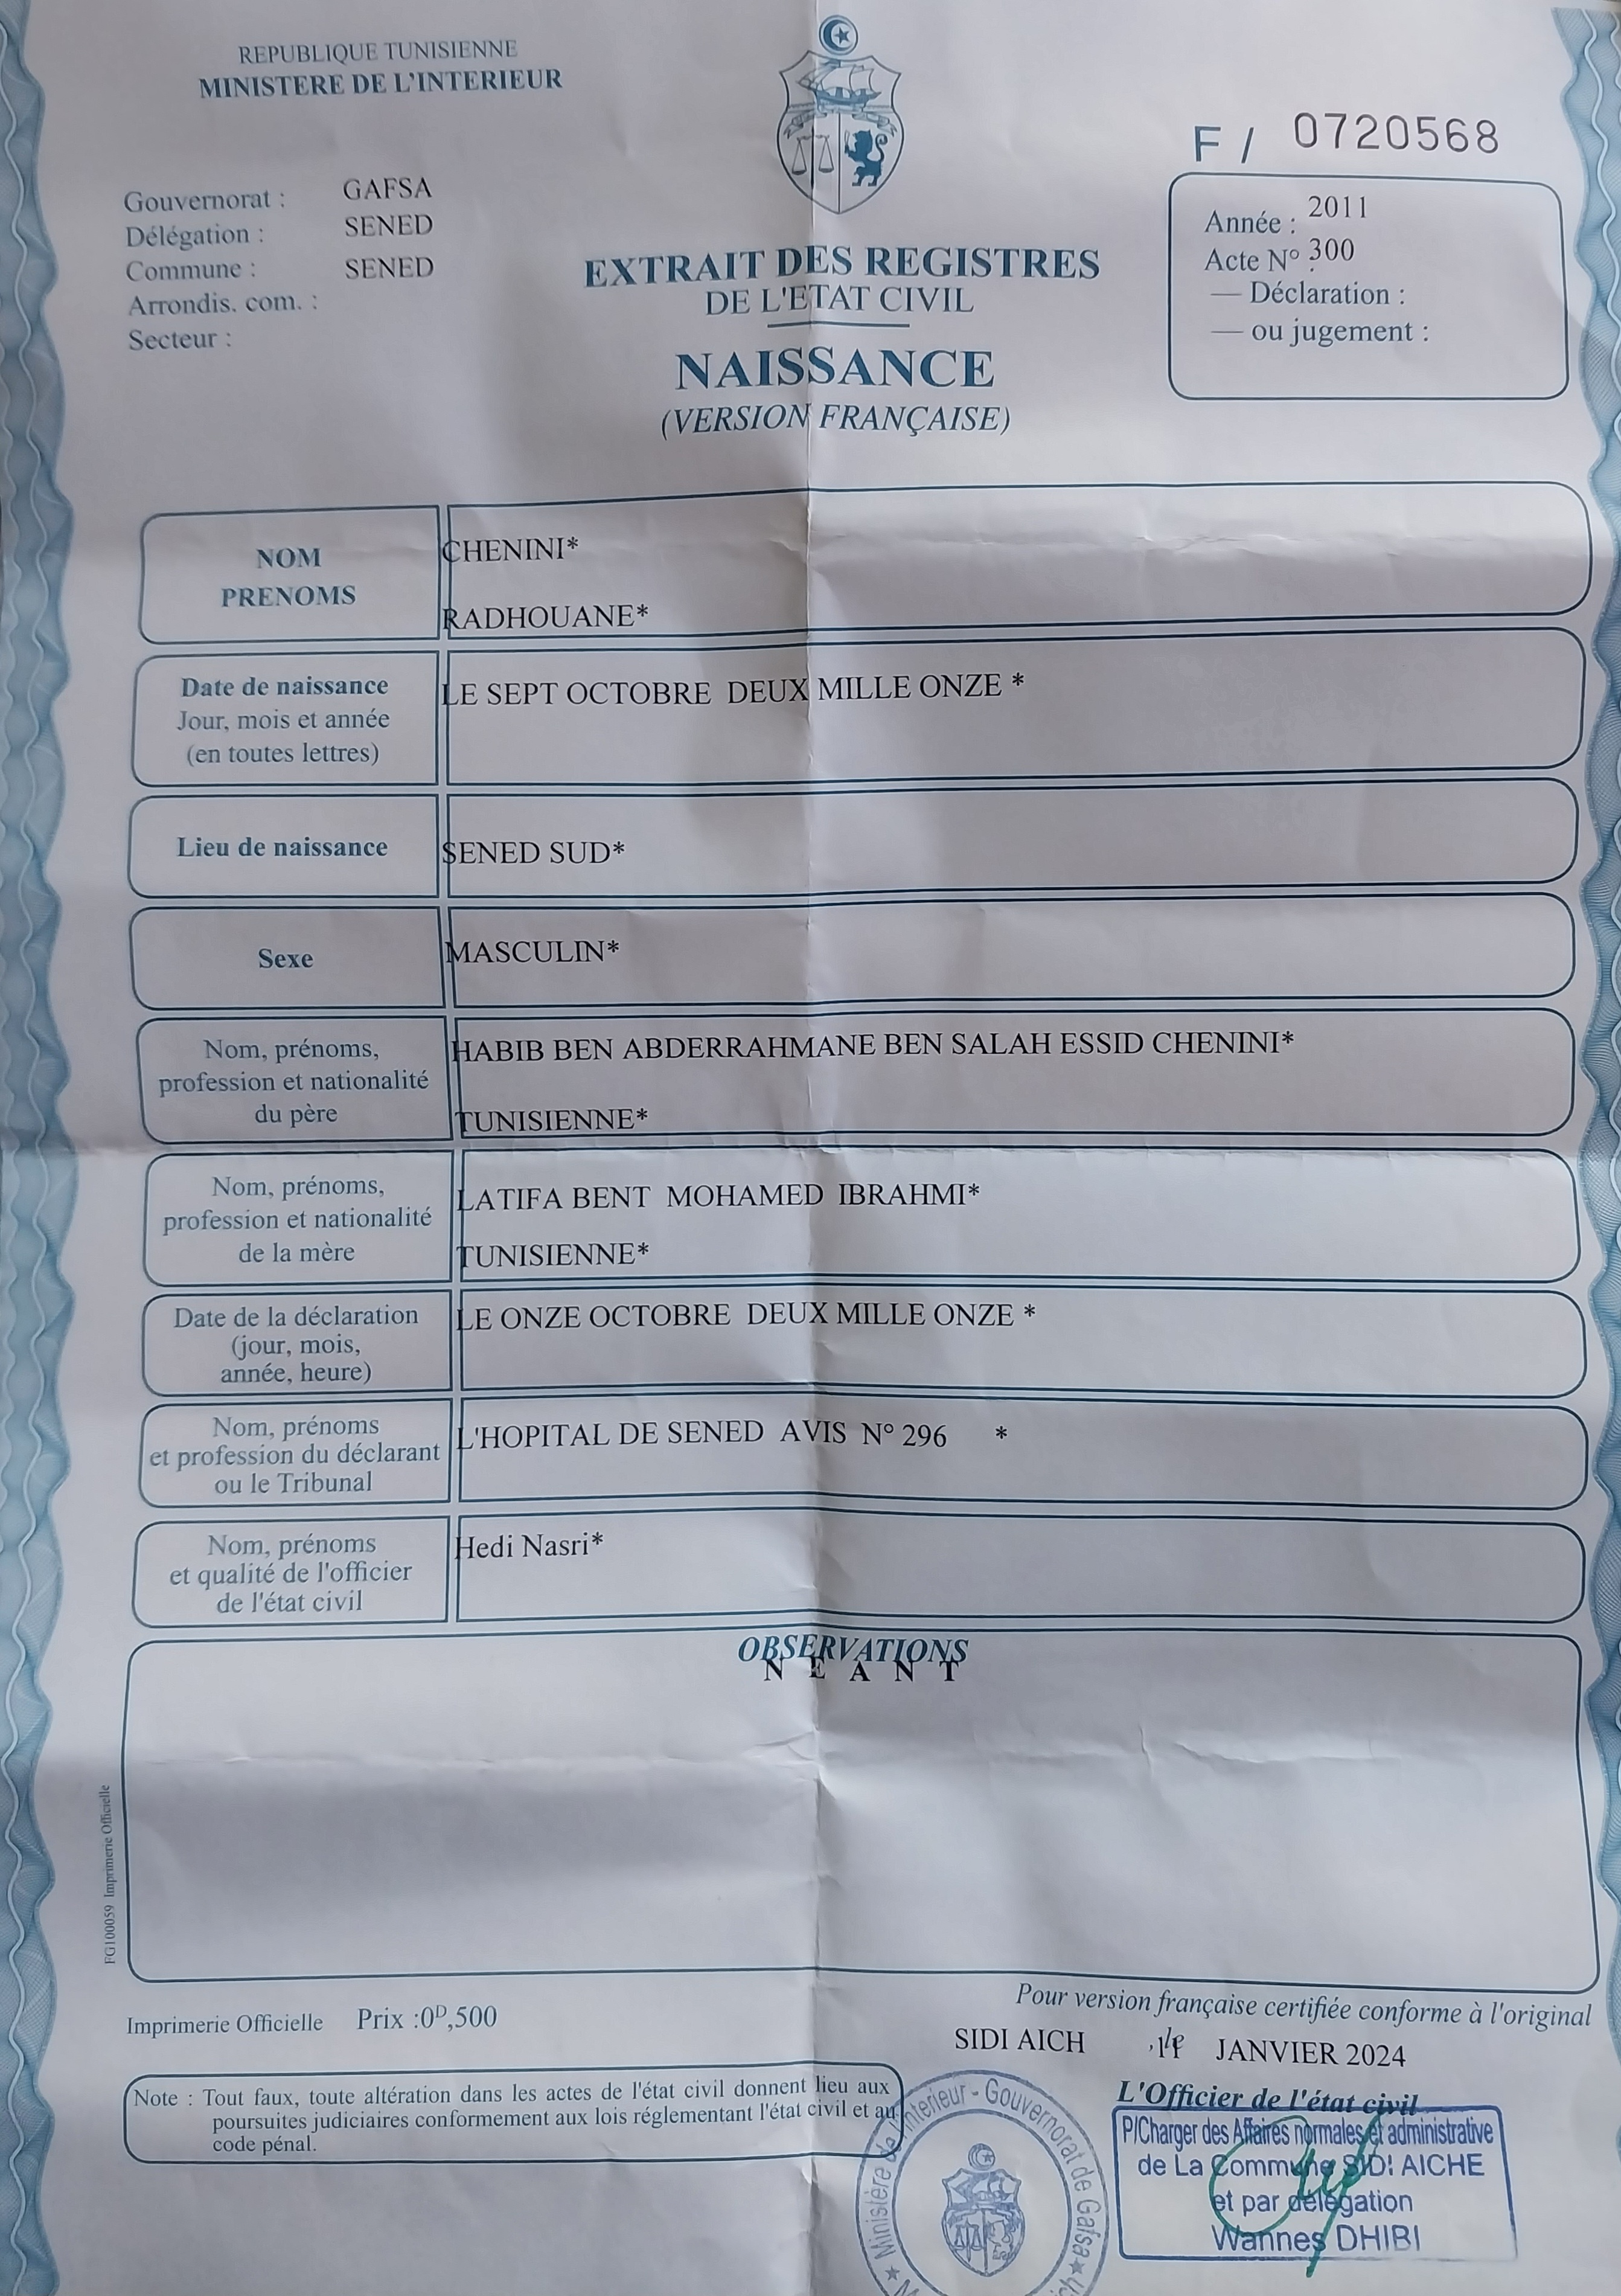 REPUBLIQUE TUNISIENNE
MINISTERE DE L'INTERIEUR
F / 0720568
Gouvernorat : GAFSA
Délégation : SENED
Commune : SENED
Arrondis. com. :
Secteur :
EXTRAIT DES REGISTRES
DE L'ETAT CIVIL
NAISSANCE
(VERSION FRANÇAISE)
Année : 2011
Acte N° 300
— Déclaration :
— ou jugement :
NOM
PRENOMS
CHENINI*
RADHOUANE*
Date de naissance
Jour, mois et année
(en toutes lettres)
LE SEPT OCTOBRE DEUX MILLE ONZE *
Lieu de naissance
SENED SUD*
Sexe
MASCULIN*
Nom, prénoms,
profession et nationalité
du père
HABIB BEN ABDERRAHMANE BEN SALAH ESSID CHENINI*
TUNISIENNE*
Nom, prénoms,
profession et nationalité
de la mère
LATIFA BENT MOHAMED IBRAHMI*
TUNISIENNE*
Date de la déclaration
(jour, mois,
année, heure)
LE ONZE OCTOBRE DEUX MILLE ONZE *
Nom, prénoms
et profession du déclarant
ou le Tribunal
L'HOPITAL DE SENED AVIS N° 296 *
Nom, prénoms
et qualité de l'officier
de l'état civil
Hedi Nasri*
OBSERVATIONS
N E A N T
FG100059 Imprimerie Officielle
Imprimerie Officielle Prix :0D,500
Pour version française certifiée conforme à l'original
SIDI AICH JANVIER 2024
L'Officier de l'état civil
Note : Tout faux, toute altération dans les actes de l'état civil donnent lieu aux
poursuites judiciaires conformement aux lois réglementant l'état civil et au
code pénal.
Ministère de l'Interieur - Gouvernorat de Gafsa
P/Charger des Affaires normales et administrative
de La Commune SIDI AICHE
et par délégation
Wannes DHIBI